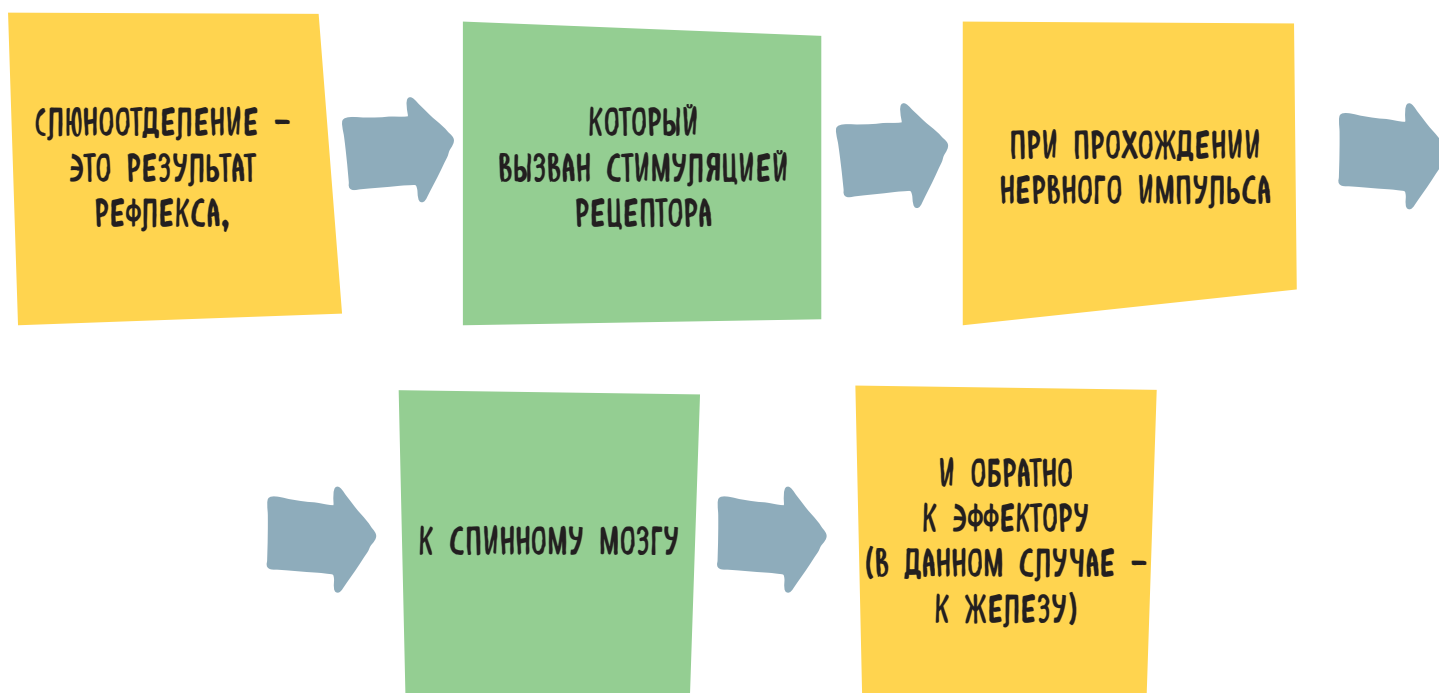 СЛЮНООТДЕЛЕНИЕ –
ЭТО РЕЗУЛЬТАТ
РЕФЛЕКСА,
КОТОРЫЙ
ВЫЗВАН СТИМУЛЯЦИЕЙ
РЕЦЕПТОРА
ПРИ ПРОХОЖДЕНИИ
НЕРВНОГО ИМПУЛЬСА
К СПИННОМУ МОЗГУ
И ОБРАТНО
К ЭФФЕКТОРУ
(В ДАННОМ СЛУЧАЕ –
К ЖЕЛЕЗУ)